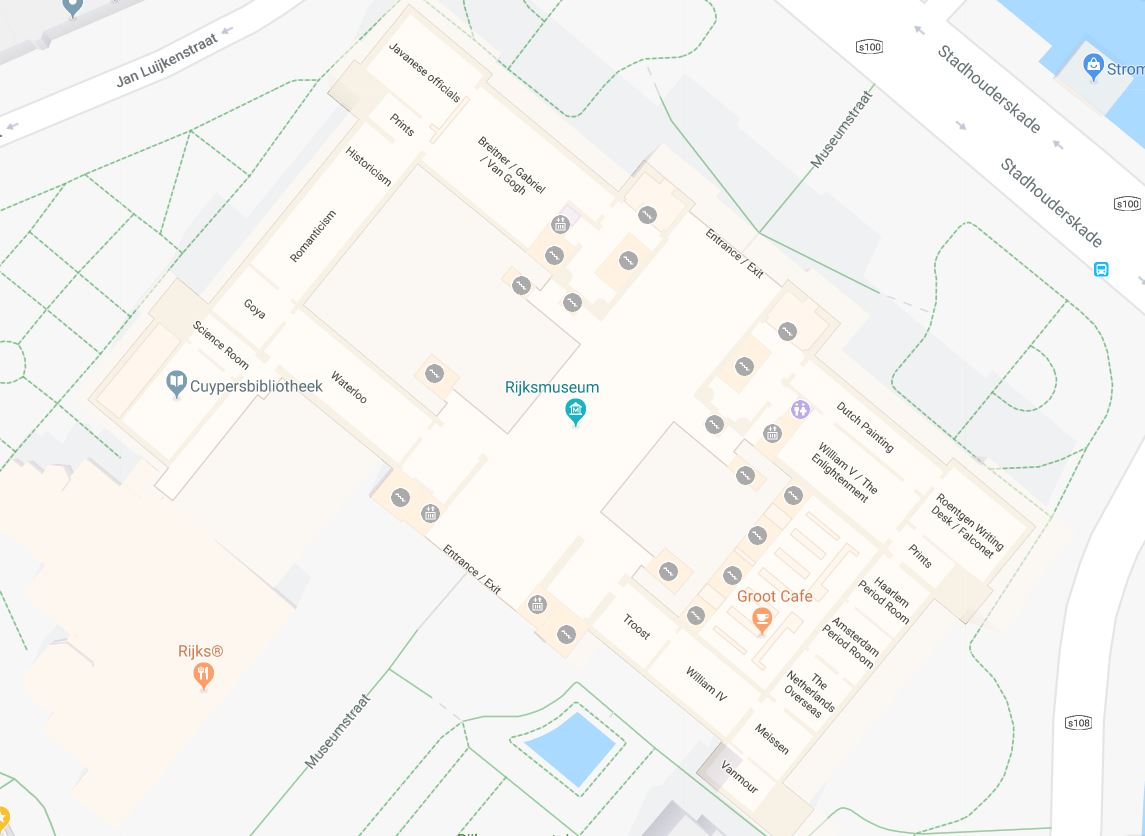 Jan Luijkenstraat
s100
Stadhouderskade
Strom
Javanese officials
Prints
Breitner / Gabriel
/ Van Gogh
Museumstraat
Historicism
Stadhouderskade
s100
Romanticism
Entrance / Exit
Goya
Science Room
Cuypersbibliotheek
Waterloo
Rijksmuseum
Dutch Painting
William V / The
Enlightenment
Roentgen Writing
Desk / Falconet
Prints
Entrance / Exit
Haarlem
Period Room
Groot Cafe
Amsterdam
Period Room
Troost
Rijks®
William IV
The
Netherlands
Overseas
Museumstraat
Meissen
s108
Vanmour